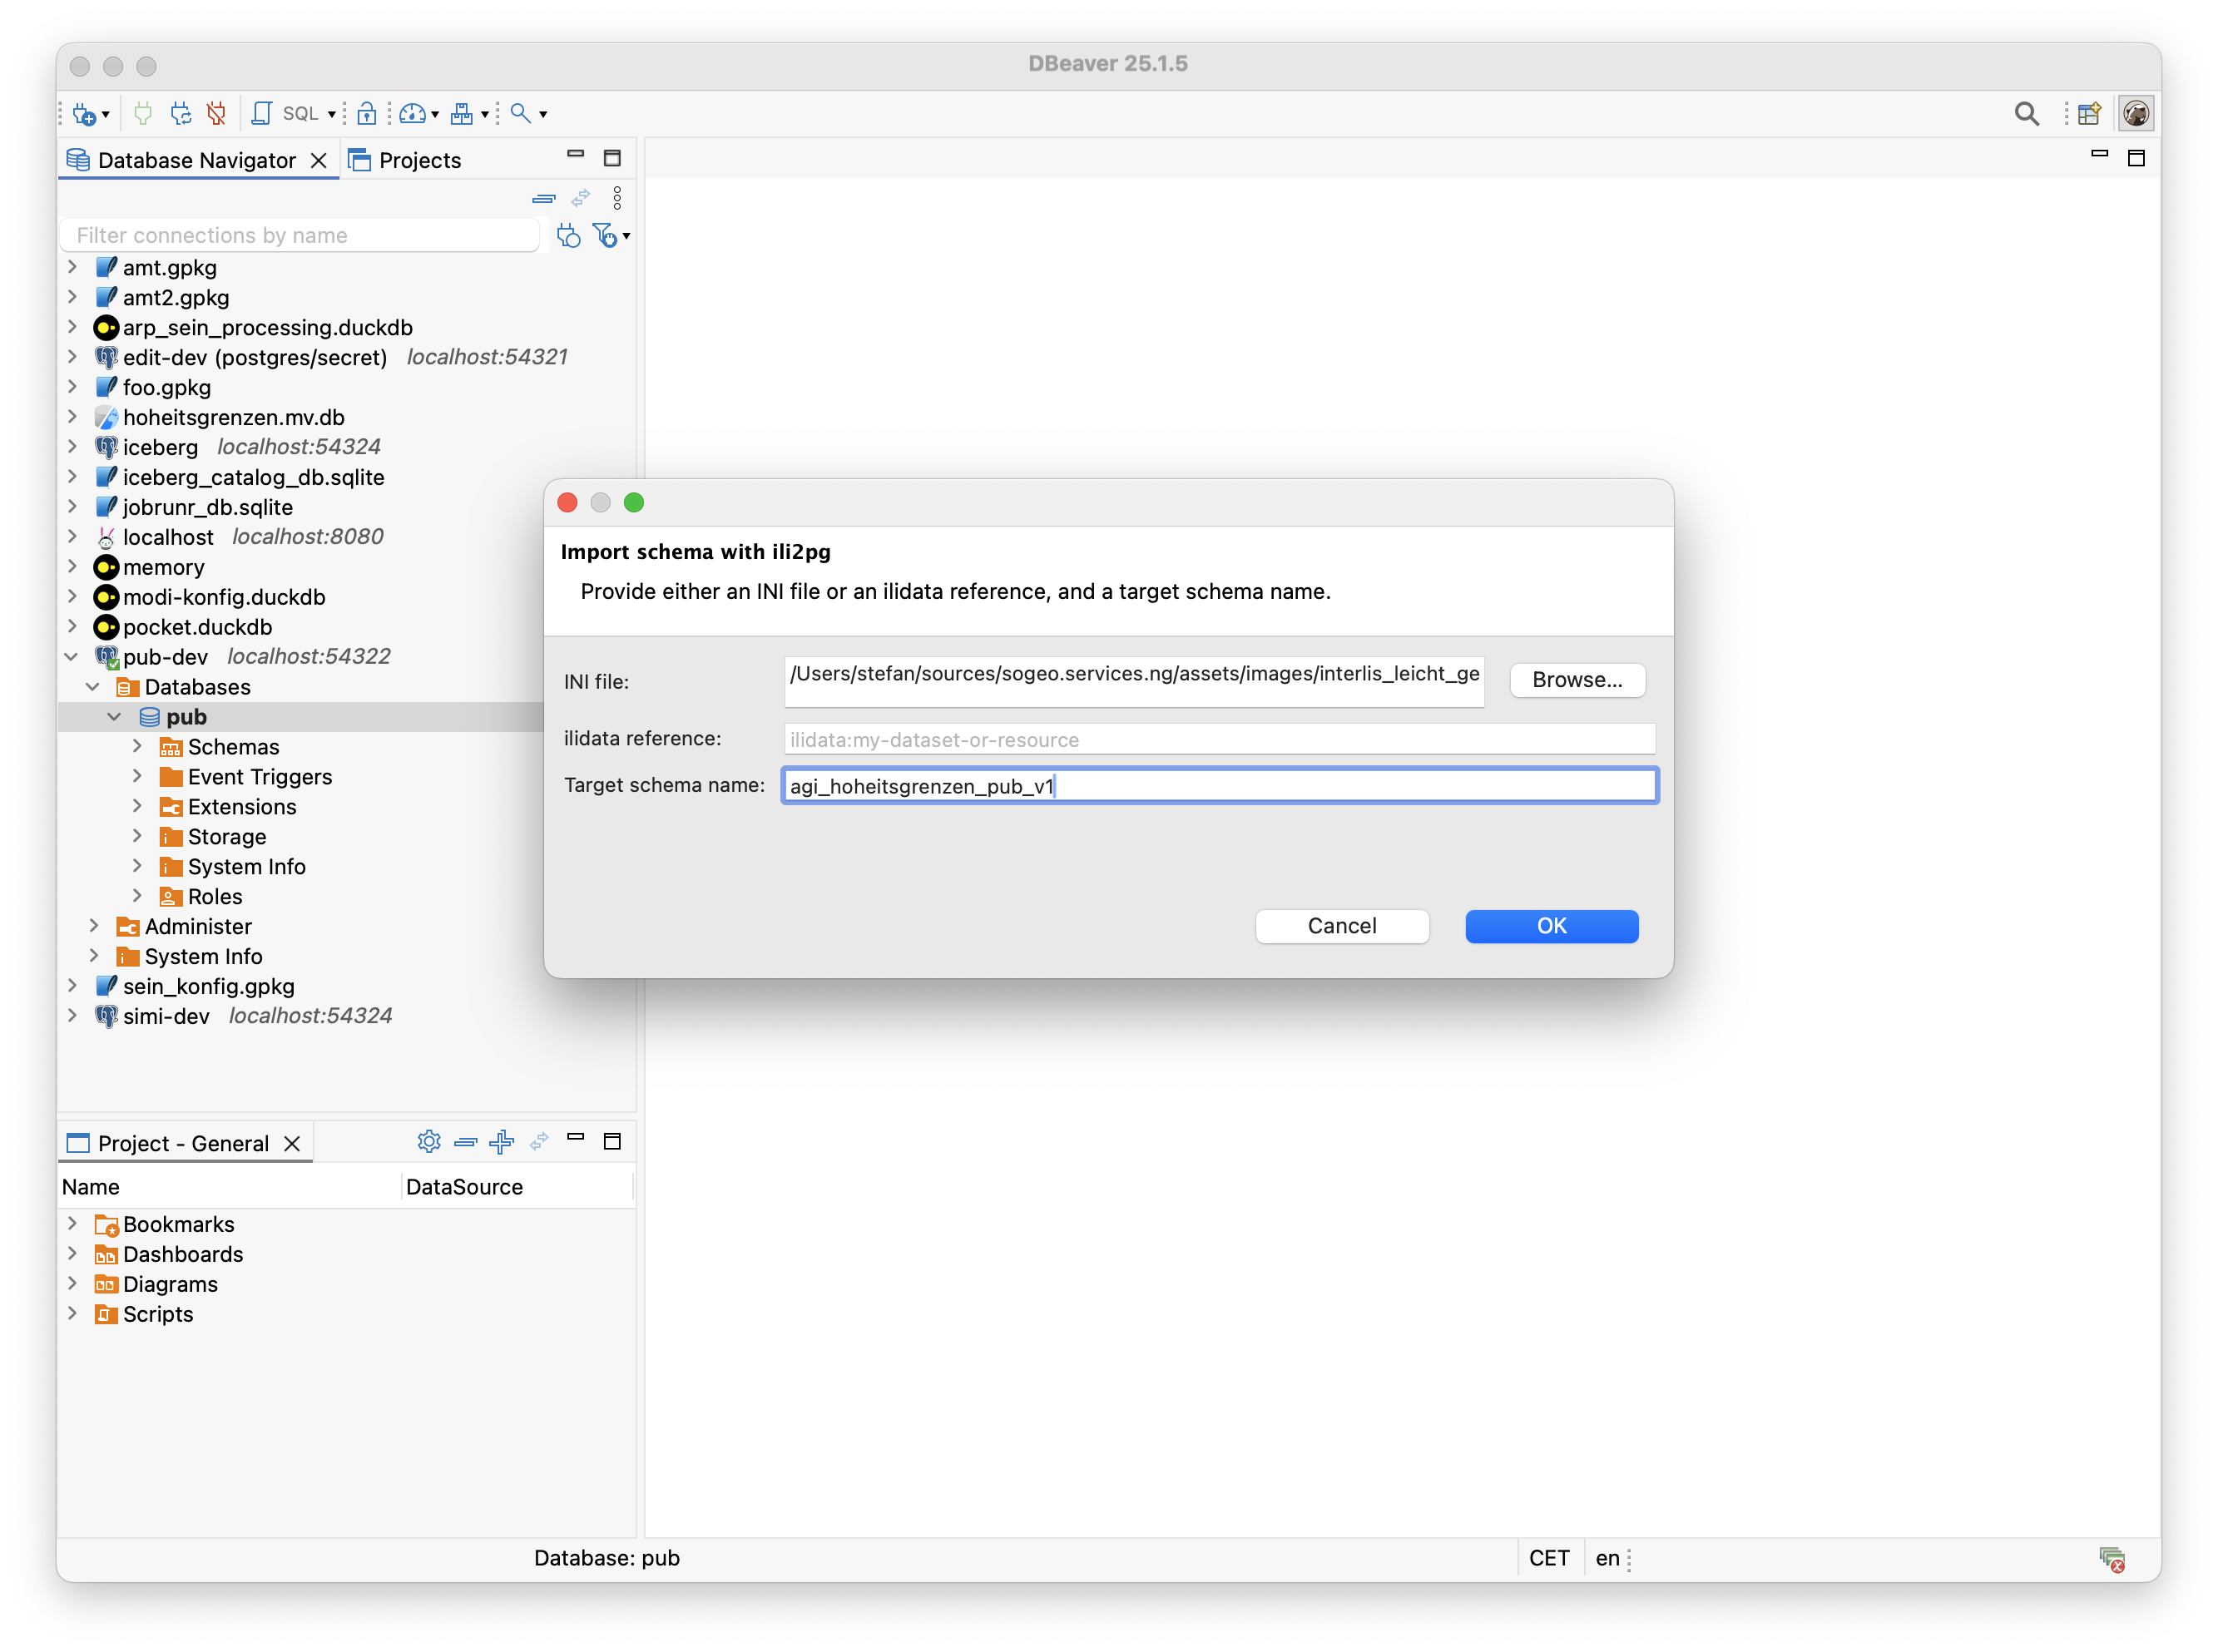 DBeaver 25.1.5
SQL
Database Navigator
Projects
Filter connections by name
amt.gpkg
amt2.gpkg
arp_sein_processing.duckdb
edit-dev (postgres/secret) localhost:54321
foo.gpkg
hoheitsgrenzen.mv.db
iceberg localhost:54324
iceberg_catalog_db.sqlite
jobrunr_db.sqlite
localhost localhost:8080
memory
modi-konfig.duckdb
pocket.duckdb
pub-dev localhost:54322
Databases
pub
Schemas
Event Triggers
Extensions
Storage
System Info
Roles
Administer
System Info
sein_konfig.gpkg
simi-dev localhost:54324
Import schema with ili2pg
Provide either an INI file or an ilidata reference, and a target schema name.
INI file: /Users/stefan/sources/sogeo.services.ng/assets/images/interlis_leicht_ge Browse...
ilidata reference: ilidata:my-dataset-or-resource
Target schema name: agi_hoheitsgrenzen_pub_v1
Cancel OK
Project - General
Name DataSource
Bookmarks
Dashboards
Diagrams
Scripts
Database: pub CET en